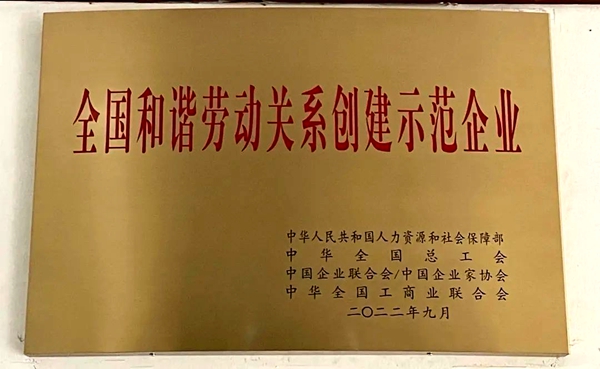 全国和谐劳动关系创建示范企业
中华人民共和国人力资源和社会保障部
中华全国总工会
中国企业联合会/中国企业家协会
中华全国工商业联合会
二〇二二年九月